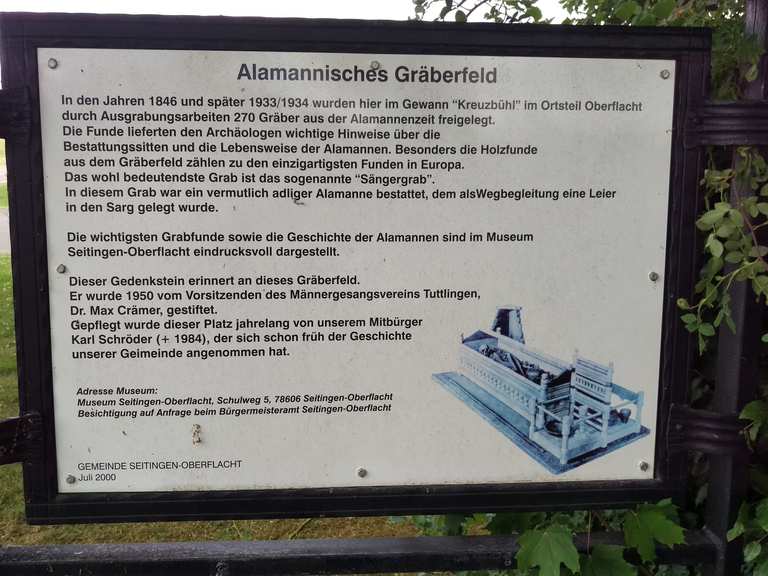 Alamannisches Gräberfeld
In den Jahren 1846 und später 1933/1934 wurden hier im Gewann “Kreuzbühl” im Ortsteil Oberflacht
durch Ausgrabungsarbeiten 270 Gräber aus der Alamannenzeit freigelegt.
Die Funde lieferten den Archäologen wichtige Hinweise über die
Bestattungssitten und die Lebensweise der Alamannen. Besonders die Holzfunde
aus dem Gräberfeld zählen zu den einzigartigsten Funden in Europa.
Das wohl bedeutendste Grab ist das sogenannte “Sängergrab”.
In diesem Grab war ein vermutlich adliger Alamanne bestattet, dem alsWegbegleitung eine Leier
in den Sarg gelegt wurde.
Die wichtigsten Grabfunde sowie die Geschichte der Alamannen sind im Museum
Seitingen-Oberflacht eindrucksvoll dargestellt.
Dieser Gedenkstein erinnert an dieses Gräberfeld.
Er wurde 1950 vom Vorsitzenden des Männergesangsvereins Tuttlingen,
Dr. Max Crämer, gestiftet.
Gepflegt wurde dieser Platz jahrelang von unserem Mitbürger
Karl Schröder (+ 1984), der sich schon früh der Geschichte
unserer Geimeinde angenommen hat.
Adresse Museum:
Museum Seitingen-Oberflacht, Schulweg 5, 78606 Seitingen-Oberflacht
Besichtigung auf Anfrage beim Bürgermeisteramt Seitingen-Oberflacht
GEMEINDE SEITINGEN-OBERFLACHT
Juli 2000